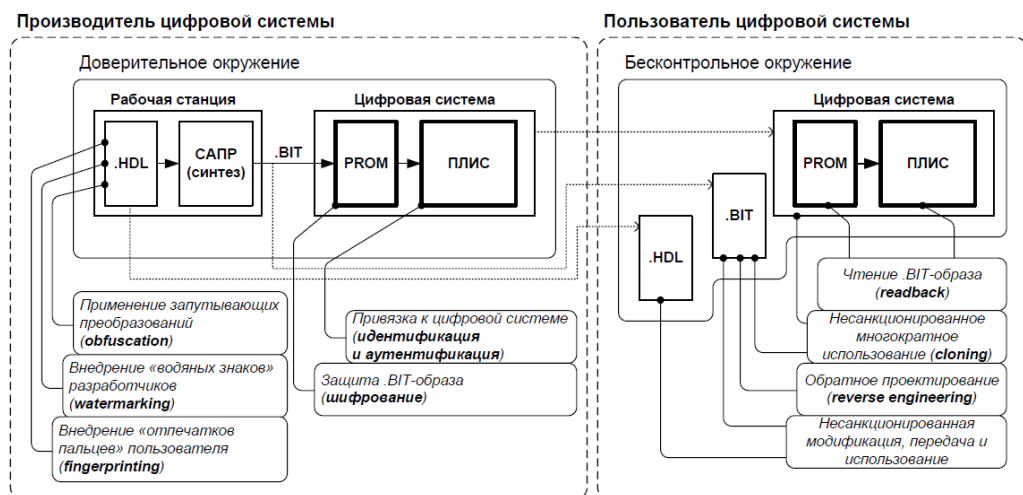 Производитель цифровой системы
Доверительное окружение
Рабочая станция
.HDL
САПР
(синтез)
.BIT
Цифровая система
PROM
ПЛИС
Применение запутывающих
преобразований
(obfuscation)
Внедрение «водяных знаков»
разработчиков
(watermarking)
Внедрение «отпечатков
пальцев» пользователя
(fingerprinting)
Привязка к цифровой системе
(идентификация
и аутентификация)
Защита .BIT-образа
(шифрование)
Пользователь цифровой системы
Бесконтрольное окружение
Цифровая система
PROM
ПЛИС
.BIT
.HDL
Чтение .BIT-образа
(readback)
Несанкционированное
многократное
использование (cloning)
Обратное проектирование
(reverse engineering)
Несанкционированная
модификация, передача и
использование